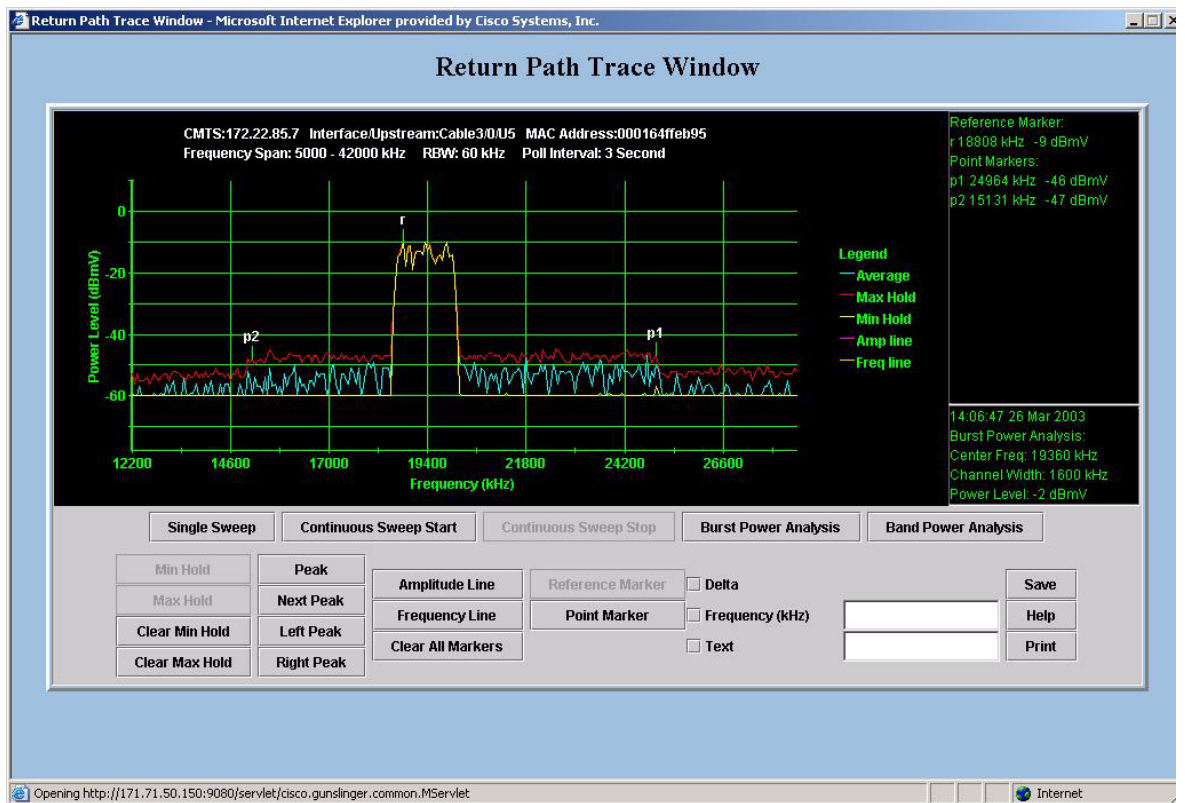 Return Path Trace Window - Microsoft Internet Explorer provided by Cisco Systems, Inc.
Return Path Trace Window
CMTS:172.22.85.7 Interface/Upstream:Cable3/0/U5 MAC Address:000164ffeb95
Frequency Span: 5000 - 42000 kHz RBW: 60 kHz Poll Interval: 3 Second
Reference Marker:
r 18808 kHz -9 dBmV
Point Markers:
p1 24964 kHz -46 dBmV
p2 15131 kHz -47 dBmV
0
-20
-40
-60
Power Level (dBmV)
r
p2
p1
Legend
Average
Max Hold
Min Hold
Amp line
Freq line
12200 14600 17000 19400 21800 24200 26600
Frequency (kHz)
14:06:47 26 Mar 2003
Burst Power Analysis:
Center Freq: 19360 kHz
Channel Width: 1600 kHz
Power Level: -2 dBmV
Single Sweep Continuous Sweep Start Continuous Sweep Stop Burst Power Analysis Band Power Analysis
Min Hold Peak
Max Hold Next Peak
Clear Min Hold Left Peak
Clear Max Hold Right Peak
Amplitude Line Reference Marker Delta Save
Frequency Line Point Marker Frequency (kHz) Help
Clear All Markers Text Print
Opening http://171.71.50.150:9080/servlet/cisco.gunslinger.common.MServlet
Internet